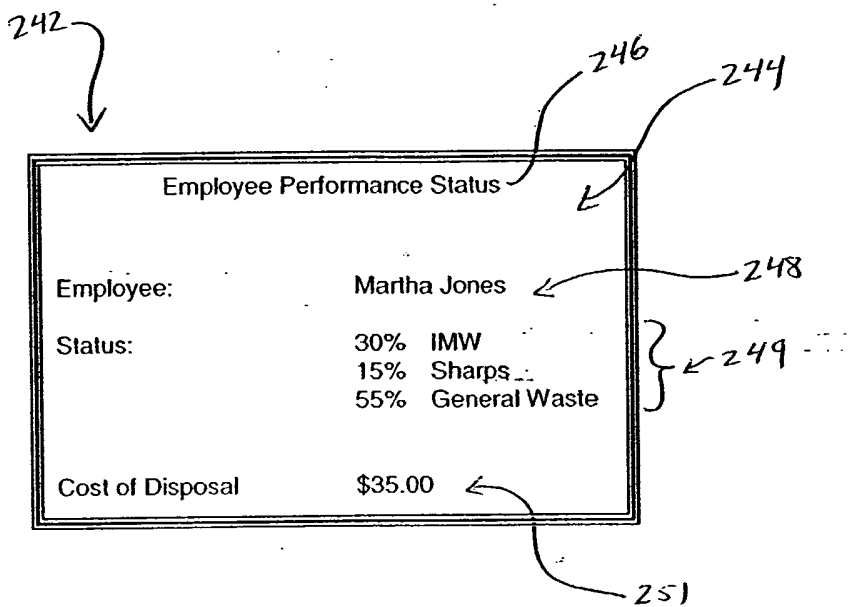 242
246
244
Employee Performance Status
Employee: Martha Jones
248
Status: 30% IMW
15% Sharps
249
55% General Waste
Cost of Disposal $35.00
251